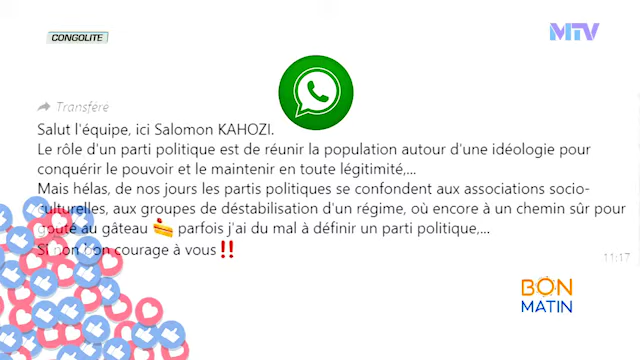 CONGOLITE
MTV
Transféré
Salut l'équipe, ici Salomon KAHOZI.
Le rôle d'un parti politique est de réunir la population autour d'une idéologie pour
conquérir le pouvoir et le maintenir en toute légitimité,...
Mais hélas, de nos jours les partis politiques se confondent aux associations socio-
culturelles, aux groupes de déstabilisation d'un régime, où encore à un chemin sûr pour
gouté au gâteau 🍰 parfois j'ai du mal à définir un parti politique,...
Si non bon courage à vous‼️
11:17
BON
MATIN